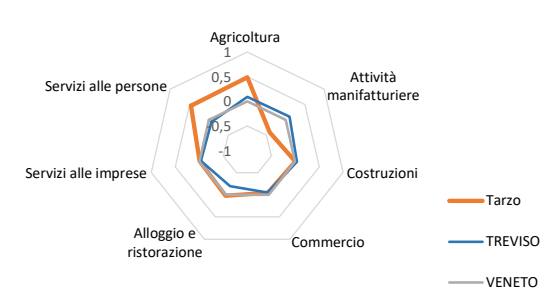 Agricoltura
1
0,5
0
-0,5
-1
Attività
manifatturiere
Costruzioni
Commercio
Alloggio e
ristorazione
Servizi alle imprese
Servizi alle persone
Tarzo
TREVISO
VENETO